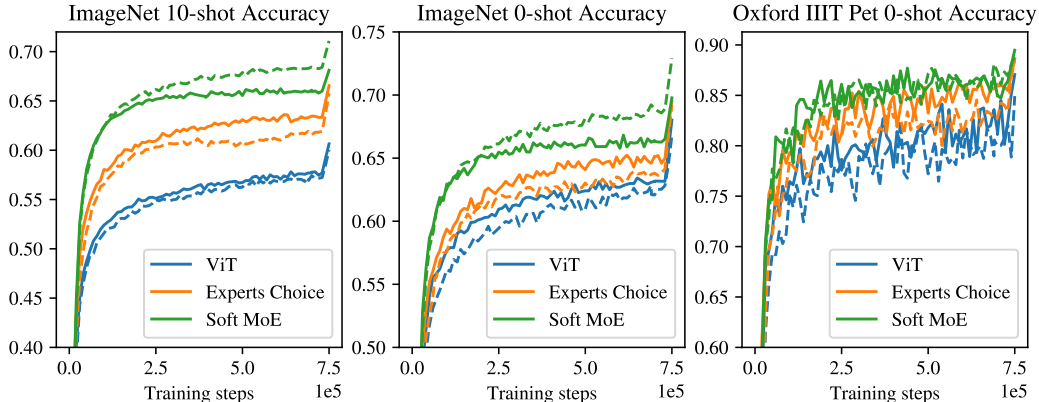 ImageNet 10-shot Accuracy
0.70
0.65
0.60
0.55
0.50
0.45
0.40
ViT
Experts Choice
Soft MoE
0.0
2.5
5.0
7.5
Training steps
1e5
ImageNet 0-shot Accuracy
0.75
0.70
0.65
0.60
0.55
0.50
ViT
Experts Choice
Soft MoE
0.0
2.5
5.0
7.5
Training steps
1e5
Oxford IIIT Pet 0-shot Accuracy
0.90
0.85
0.80
0.75
0.70
0.65
0.60
ViT
Experts Choice
Soft MoE
0.0
2.5
5.0
7.5
Training steps
1e5